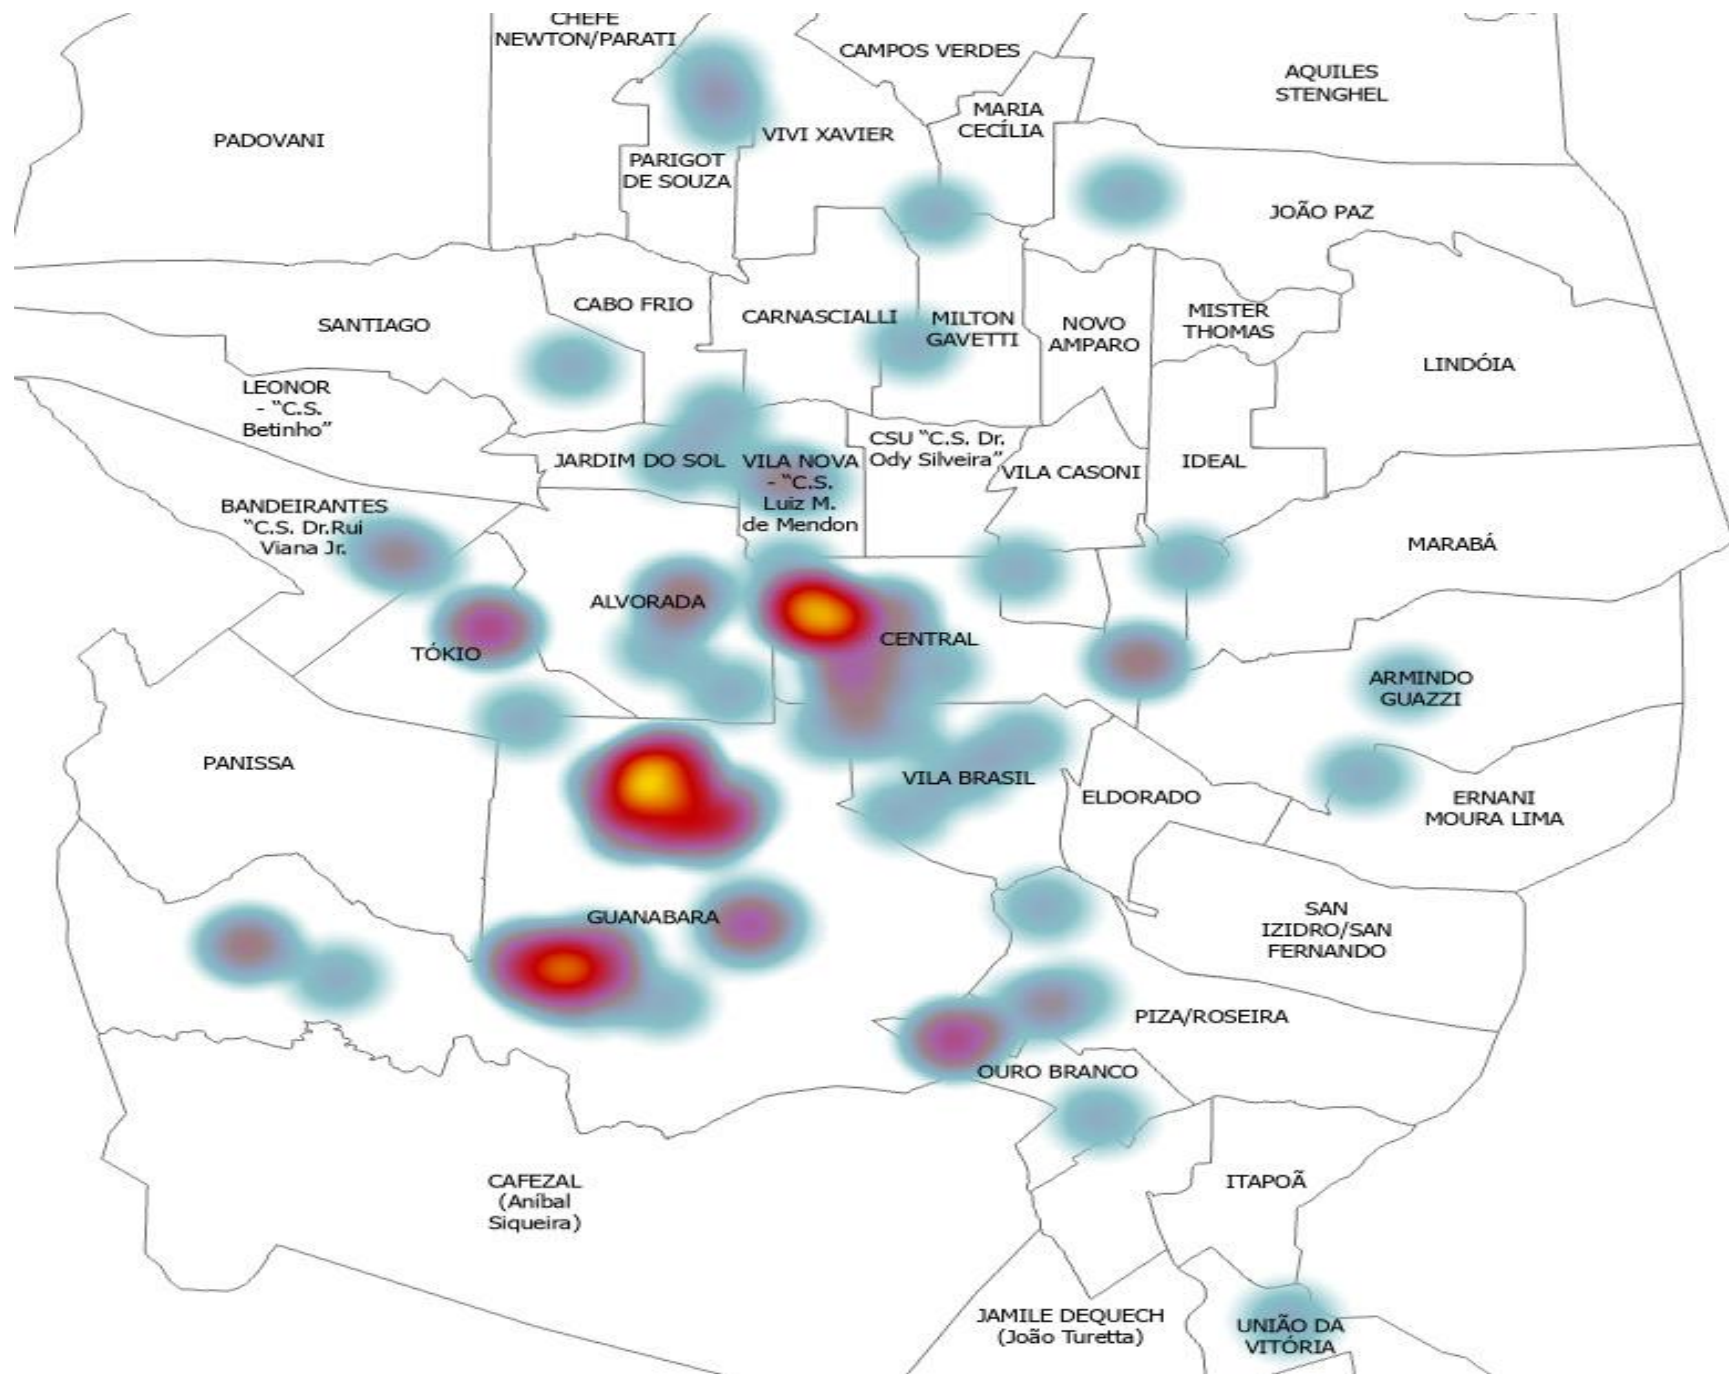 CHEFE
NEWTON/PARATI
CAMPOS VERDES
AQUILES
STENGHEL
PADOVANI
MARIA
CECÍLIA
VIVI XAVIER
PARIGOT
DE SOUZA
JOÃO PAZ
SANTIAGO
CABO FRIO
CARNASCIALLI
MILTON
GAVETTI
NOVO
AMPARO
MISTER
THOMAS
LINDÓIA
LEONOR
- “C.S.
Betinho”
JARDIM DO SOL
VILA NOVA
- “C.S.
Luiz M.
de Mendon
CSU “C.S. Dr.
Ody Silveira”
VILA CASONI
IDEAL
BANDEIRANTES
“C.S. Dr.Rui
Viana Jr.
MARABÁ
ALVORADA
CENTRAL
TÓKIO
ARMINDO
GUAZZI
PANISSA
VILA BRASIL
ELDORADO
ERNANI
MOURA LIMA
GUANABARA
SAN
IZIDRO/SAN
FERNANDO
PIZA/ROSEIRA
OURO BRANCO
CAFEZAL
(Aníbal
Siqueira)
ITAPOÃ
JAMILE DEQUECH
(João Turetta)
UNIÃO DA
VITÓRIA